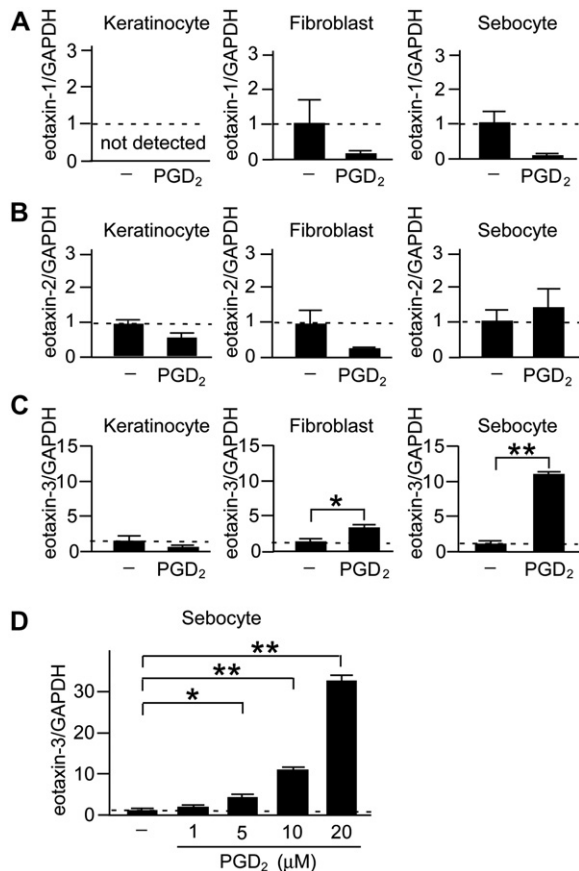 A
Keratinocyte
Fibroblast
Sebocyte
eotaxin-1/GAPDH
3
2
1
0
not detected
– PGD₂
eotaxin-1/GAPDH
3
2
1
0
– PGD₂
eotaxin-1/GAPDH
3
2
1
0
– PGD₂
B
Keratinocyte
Fibroblast
Sebocyte
eotaxin-2/GAPDH
3
2
1
0
– PGD₂
eotaxin-2/GAPDH
3
2
1
0
– PGD₂
eotaxin-2/GAPDH
3
2
1
0
– PGD₂
C
Keratinocyte
Fibroblast
Sebocyte
eotaxin-3/GAPDH
15
10
5
0
– PGD₂
eotaxin-3/GAPDH
15
10
5
0
*
– PGD₂
eotaxin-3/GAPDH
15
10
5
0
**
– PGD₂
D
Sebocyte
eotaxin-3/GAPDH
30
20
10
0
**
**
*
– 1 5 10 20
PGD₂ (μM)